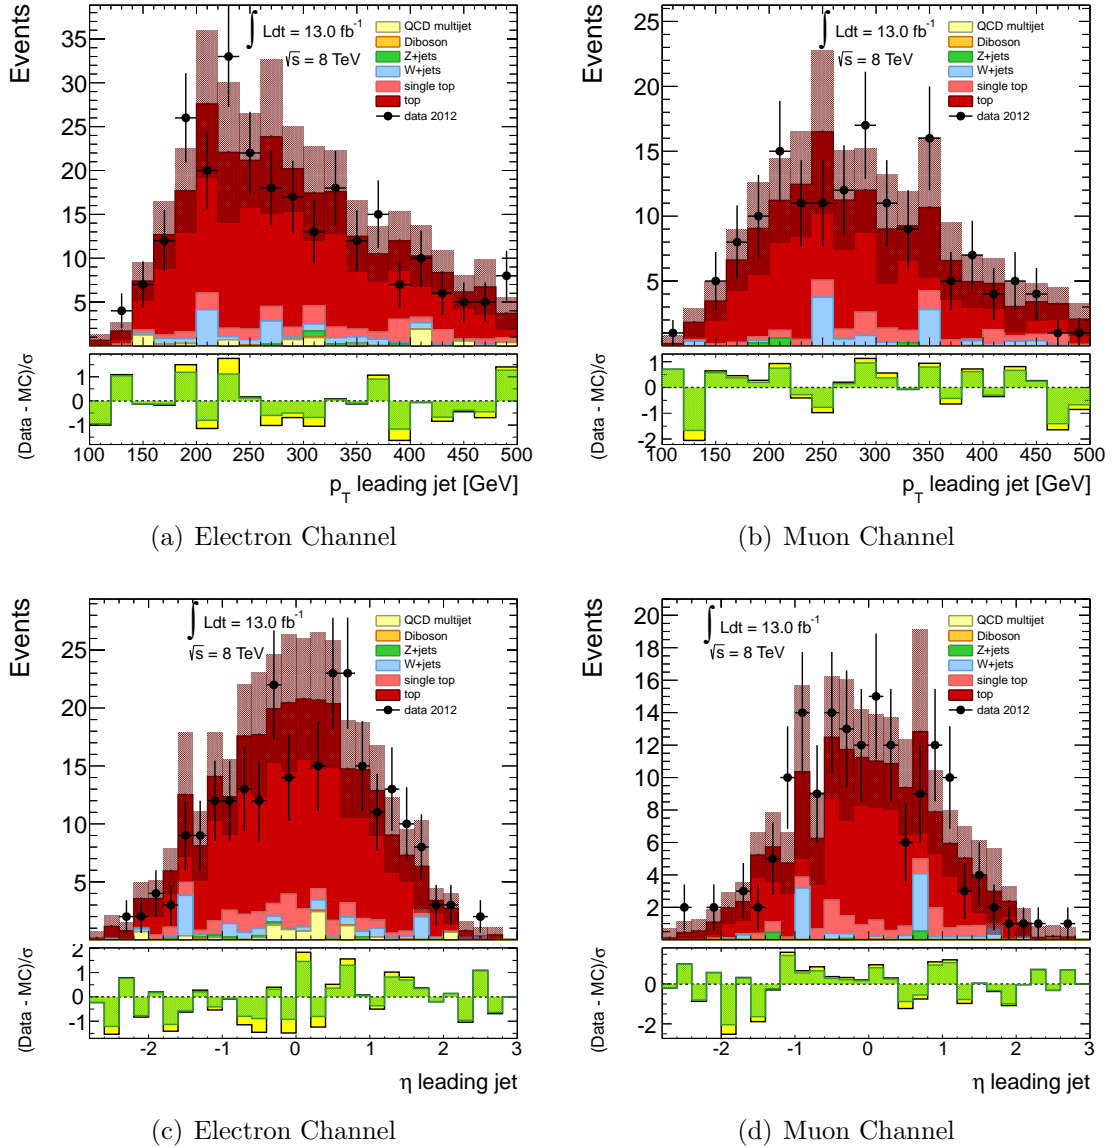 Events
35
30
25
20
15
10
5
∫ Ldt = 13.0 fb⁻¹
√s = 8 TeV
QCD multijet
Diboson
Z+jets
W+jets
single top
top
data 2012
(Data - MC)/σ
1
0
-1
100 150 200 250 300 350 400 450 500
p_T leading jet [GeV]
(a) Electron Channel
Events
25
20
15
10
5
∫ Ldt = 13.0 fb⁻¹
√s = 8 TeV
QCD multijet
Diboson
Z+jets
W+jets
single top
top
data 2012
(Data - MC)/σ
1
0
-1
-2
100 150 200 250 300 350 400 450 500
p_T leading jet [GeV]
(b) Muon Channel
Events
25
20
15
10
5
∫ Ldt = 13.0 fb⁻¹
√s = 8 TeV
QCD multijet
Diboson
Z+jets
W+jets
single top
top
data 2012
(Data - MC)/σ
2
1
0
-1
-2 -1 0 1 2 3
η leading jet
(c) Electron Channel
Events
20
18
16
14
12
10
8
6
4
2
∫ Ldt = 13.0 fb⁻¹
√s = 8 TeV
QCD multijet
Diboson
Z+jets
W+jets
single top
top
data 2012
(Data - MC)/σ
0
-2
-2 -1 0 1 2 3
η leading jet
(d) Muon Channel